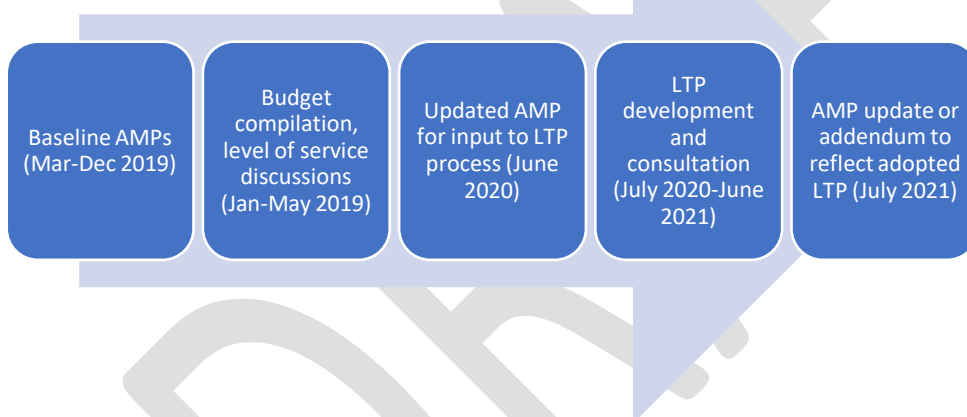 Baseline AMPs
(Mar-Dec 2019)
Budget
compilation,
level of service
discussions
(Jan-May 2019)
Updated AMP
for input to LTP
process (June
2020)
LTP
development
and
consultation
(July 2020-June
2021)
AMP update or
addendum to
reflect adopted
LTP (July 2021)